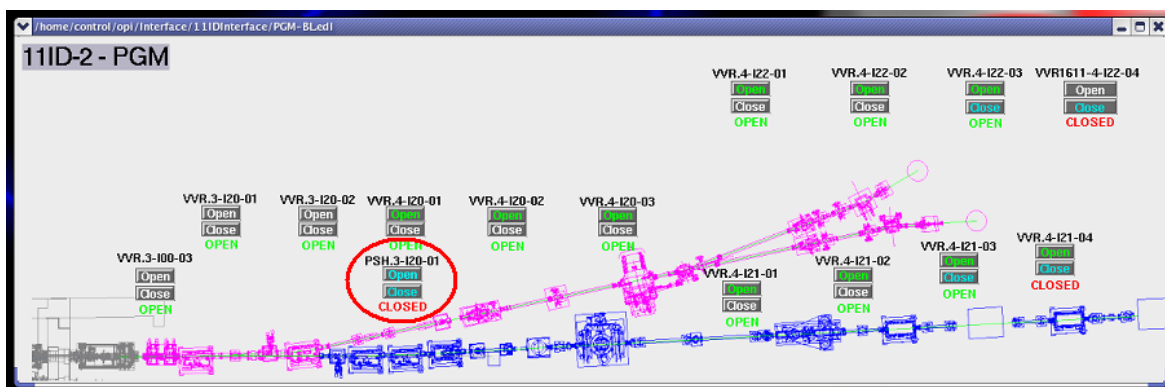 /home/control/opi/Interface/11IDInterface/PGM-BL.edl
11ID-2 - PGM
VVR.4-I22-01
Open
Close
OPEN
VVR.4-I22-02
Open
Close
OPEN
VVR.4-I22-03
Open
Close
OPEN
VVR1611-4-I22-04
Open
Close
CLOSED
VVR.3-I20-01
Open
Close
OPEN
VVR.3-I20-02
Open
Close
OPEN
VVR.4-I20-01
Open
Close
OPEN
VVR.4-I20-02
Open
Close
OPEN
VVR.4-I20-03
Open
Close
OPEN
VVR.3-I00-03
Open
Close
OPEN
PSH.3-I20-01
Open
Close
CLOSED
VVR.4-I21-01
Open
Close
OPEN
VVR.4-I21-02
Open
Close
OPEN
VVR.4-I21-03
Open
Close
OPEN
VVR.4-I21-04
Open
Close
CLOSED